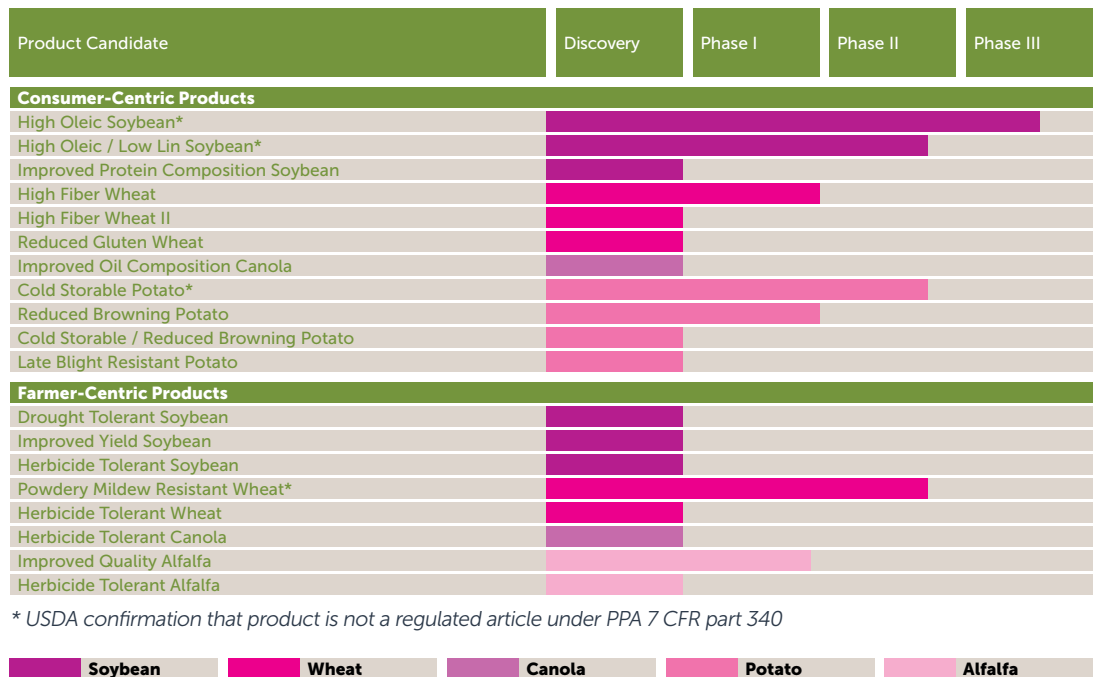 Product Candidate Discovery Phase I Phase II Phase III
Consumer-Centric Products
High Oleic Soybean*
High Oleic / Low Lin Soybean*
Improved Protein Composition Soybean
High Fiber Wheat
High Fiber Wheat II
Reduced Gluten Wheat
Improved Oil Composition Canola
Cold Storable Potato*
Reduced Browning Potato
Cold Storable / Reduced Browning Potato
Late Blight Resistant Potato
Farmer-Centric Products
Drought Tolerant Soybean
Improved Yield Soybean
Herbicide Tolerant Soybean
Powdery Mildew Resistant Wheat*
Herbicide Tolerant Wheat
Herbicide Tolerant Canola
Improved Quality Alfalfa
Herbicide Tolerant Alfalfa
* USDA confirmation that product is not a regulated article under PPA 7 CFR part 340
Soybean Wheat Canola Potato Alfalfa